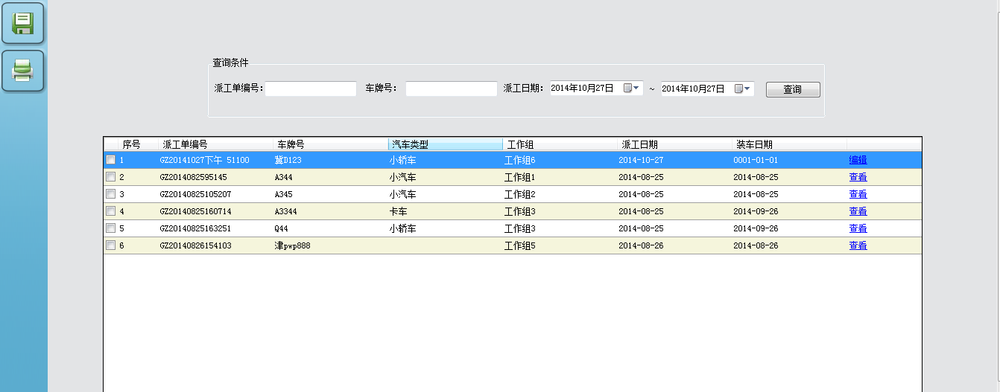 查询条件
派工单编号: 车牌号: 派工日期: 2014年10月27日 ~ 2014年10月27日 查询
序号 派工单编号 车牌号 汽车类型 工作组 派工日期 装车日期
1 GZ20141027下午 51100 冀D123 小轿车 工作组6 2014-10-27 0001-01-01 编辑
2 GZ2014082595145 A344 小汽车 工作组1 2014-08-25 2014-08-25 查看
3 GZ20140825105207 A345 小汽车 工作组2 2014-08-25 2014-08-25 查看
4 GZ20140825160714 A3344 卡车 工作组3 2014-08-25 2014-09-26 查看
5 GZ20140825163251 Q44 小轿车 工作组3 2014-08-25 2014-09-26 查看
6 GZ20140826154103 津pwp888 工作组5 2014-08-26 2014-08-26 查看